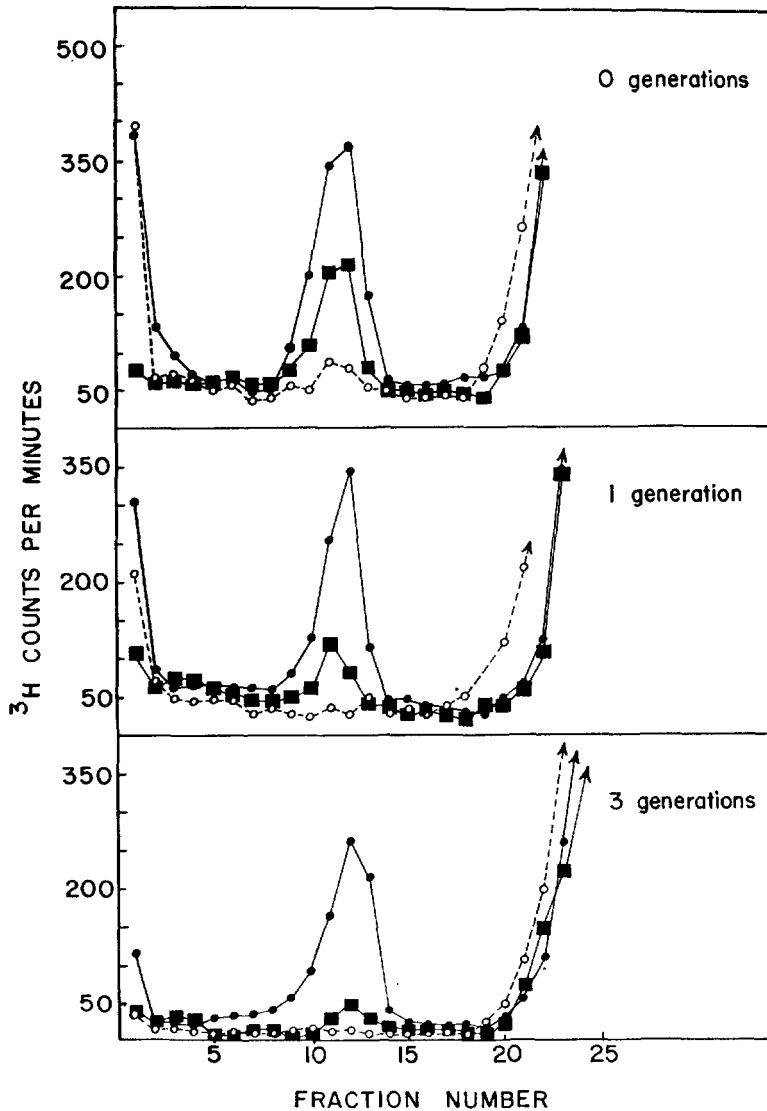 500
0 generations
350
200
50
350
1 generation
200
50
350
3 generations
200
50
5 10 15 20 25
³H COUNTS PER MINUTES
FRACTION NUMBER